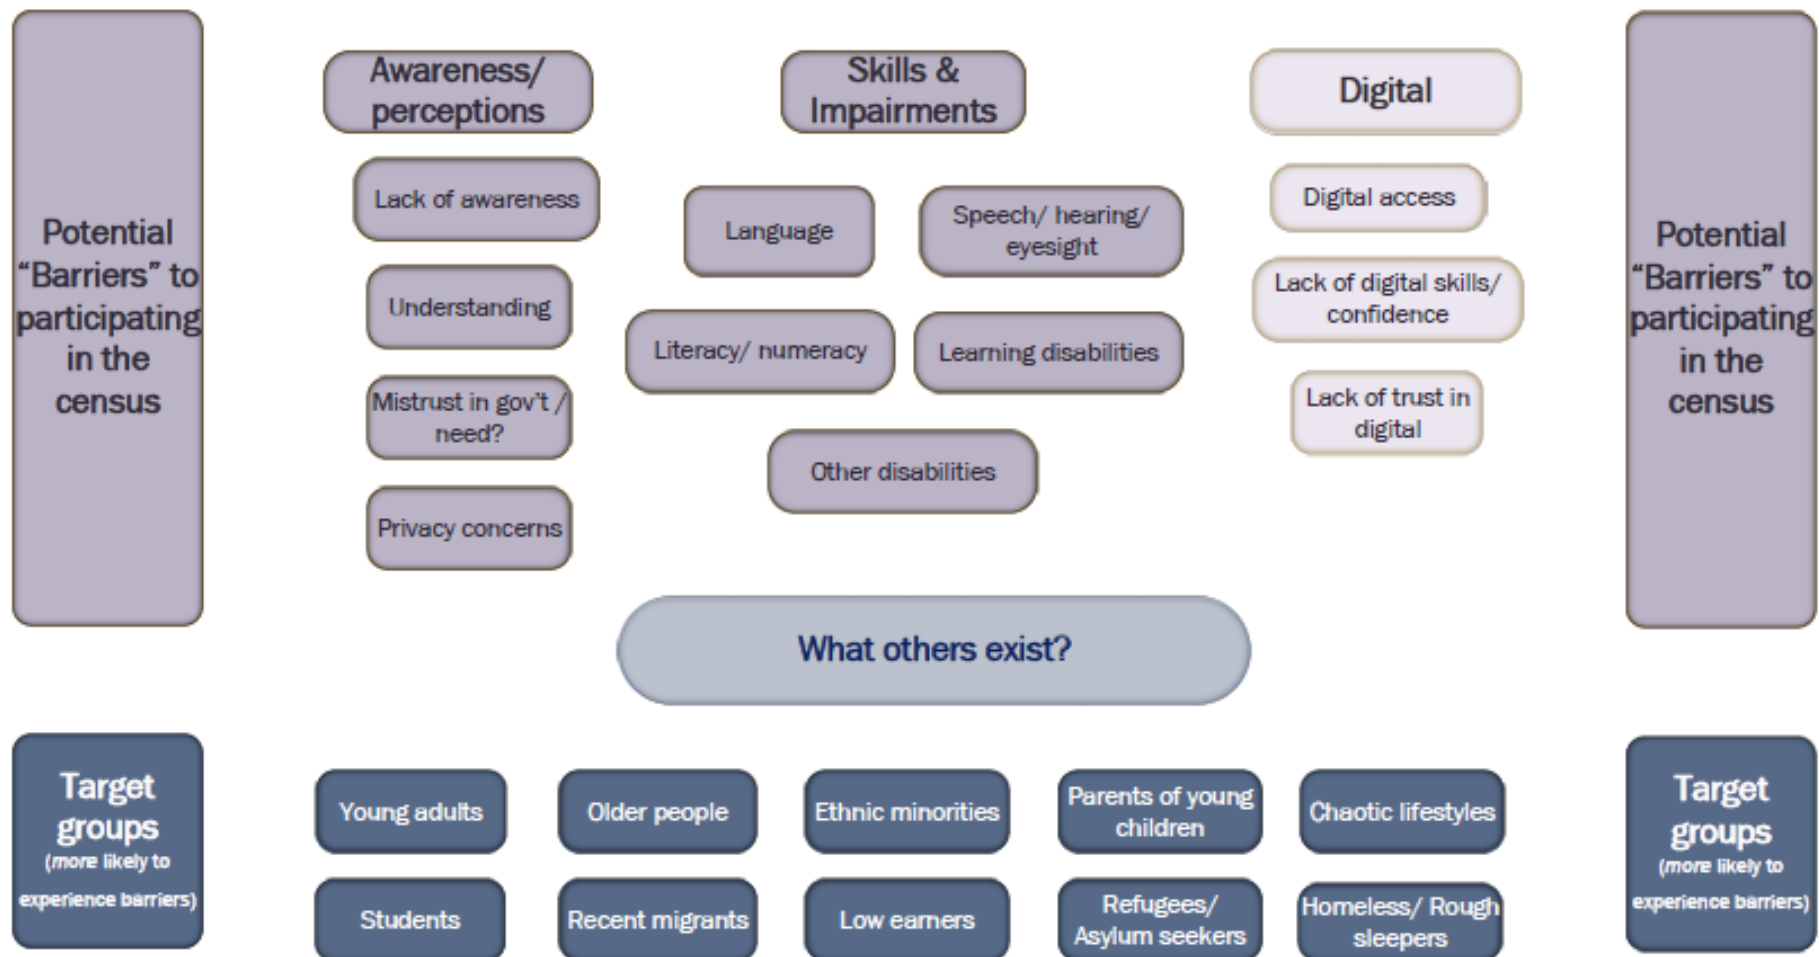 Potential
“Barriers” to
participating
in the
census
Awareness/
perceptions
Lack of awareness
Understanding
Mistrust in gov't /
need?
Privacy concerns
Skills &
Impairments
Language
Speech/ hearing/
eyesight
Literacy/ numeracy
Learning disabilities
Other disabilities
Digital
Digital access
Lack of digital skills/
confidence
Lack of trust in
digital
Potential
“Barriers” to
participating
in the
census
What others exist?
Target
groups
(more likely to
experience barriers)
Young adults
Older people
Ethnic minorities
Parents of young
children
Chaotic lifestyles
Students
Recent migrants
Low earners
Refugees/
Asylum seekers
Homeless/ Rough
sleepers
Target
groups
(more likely to
experience barriers)